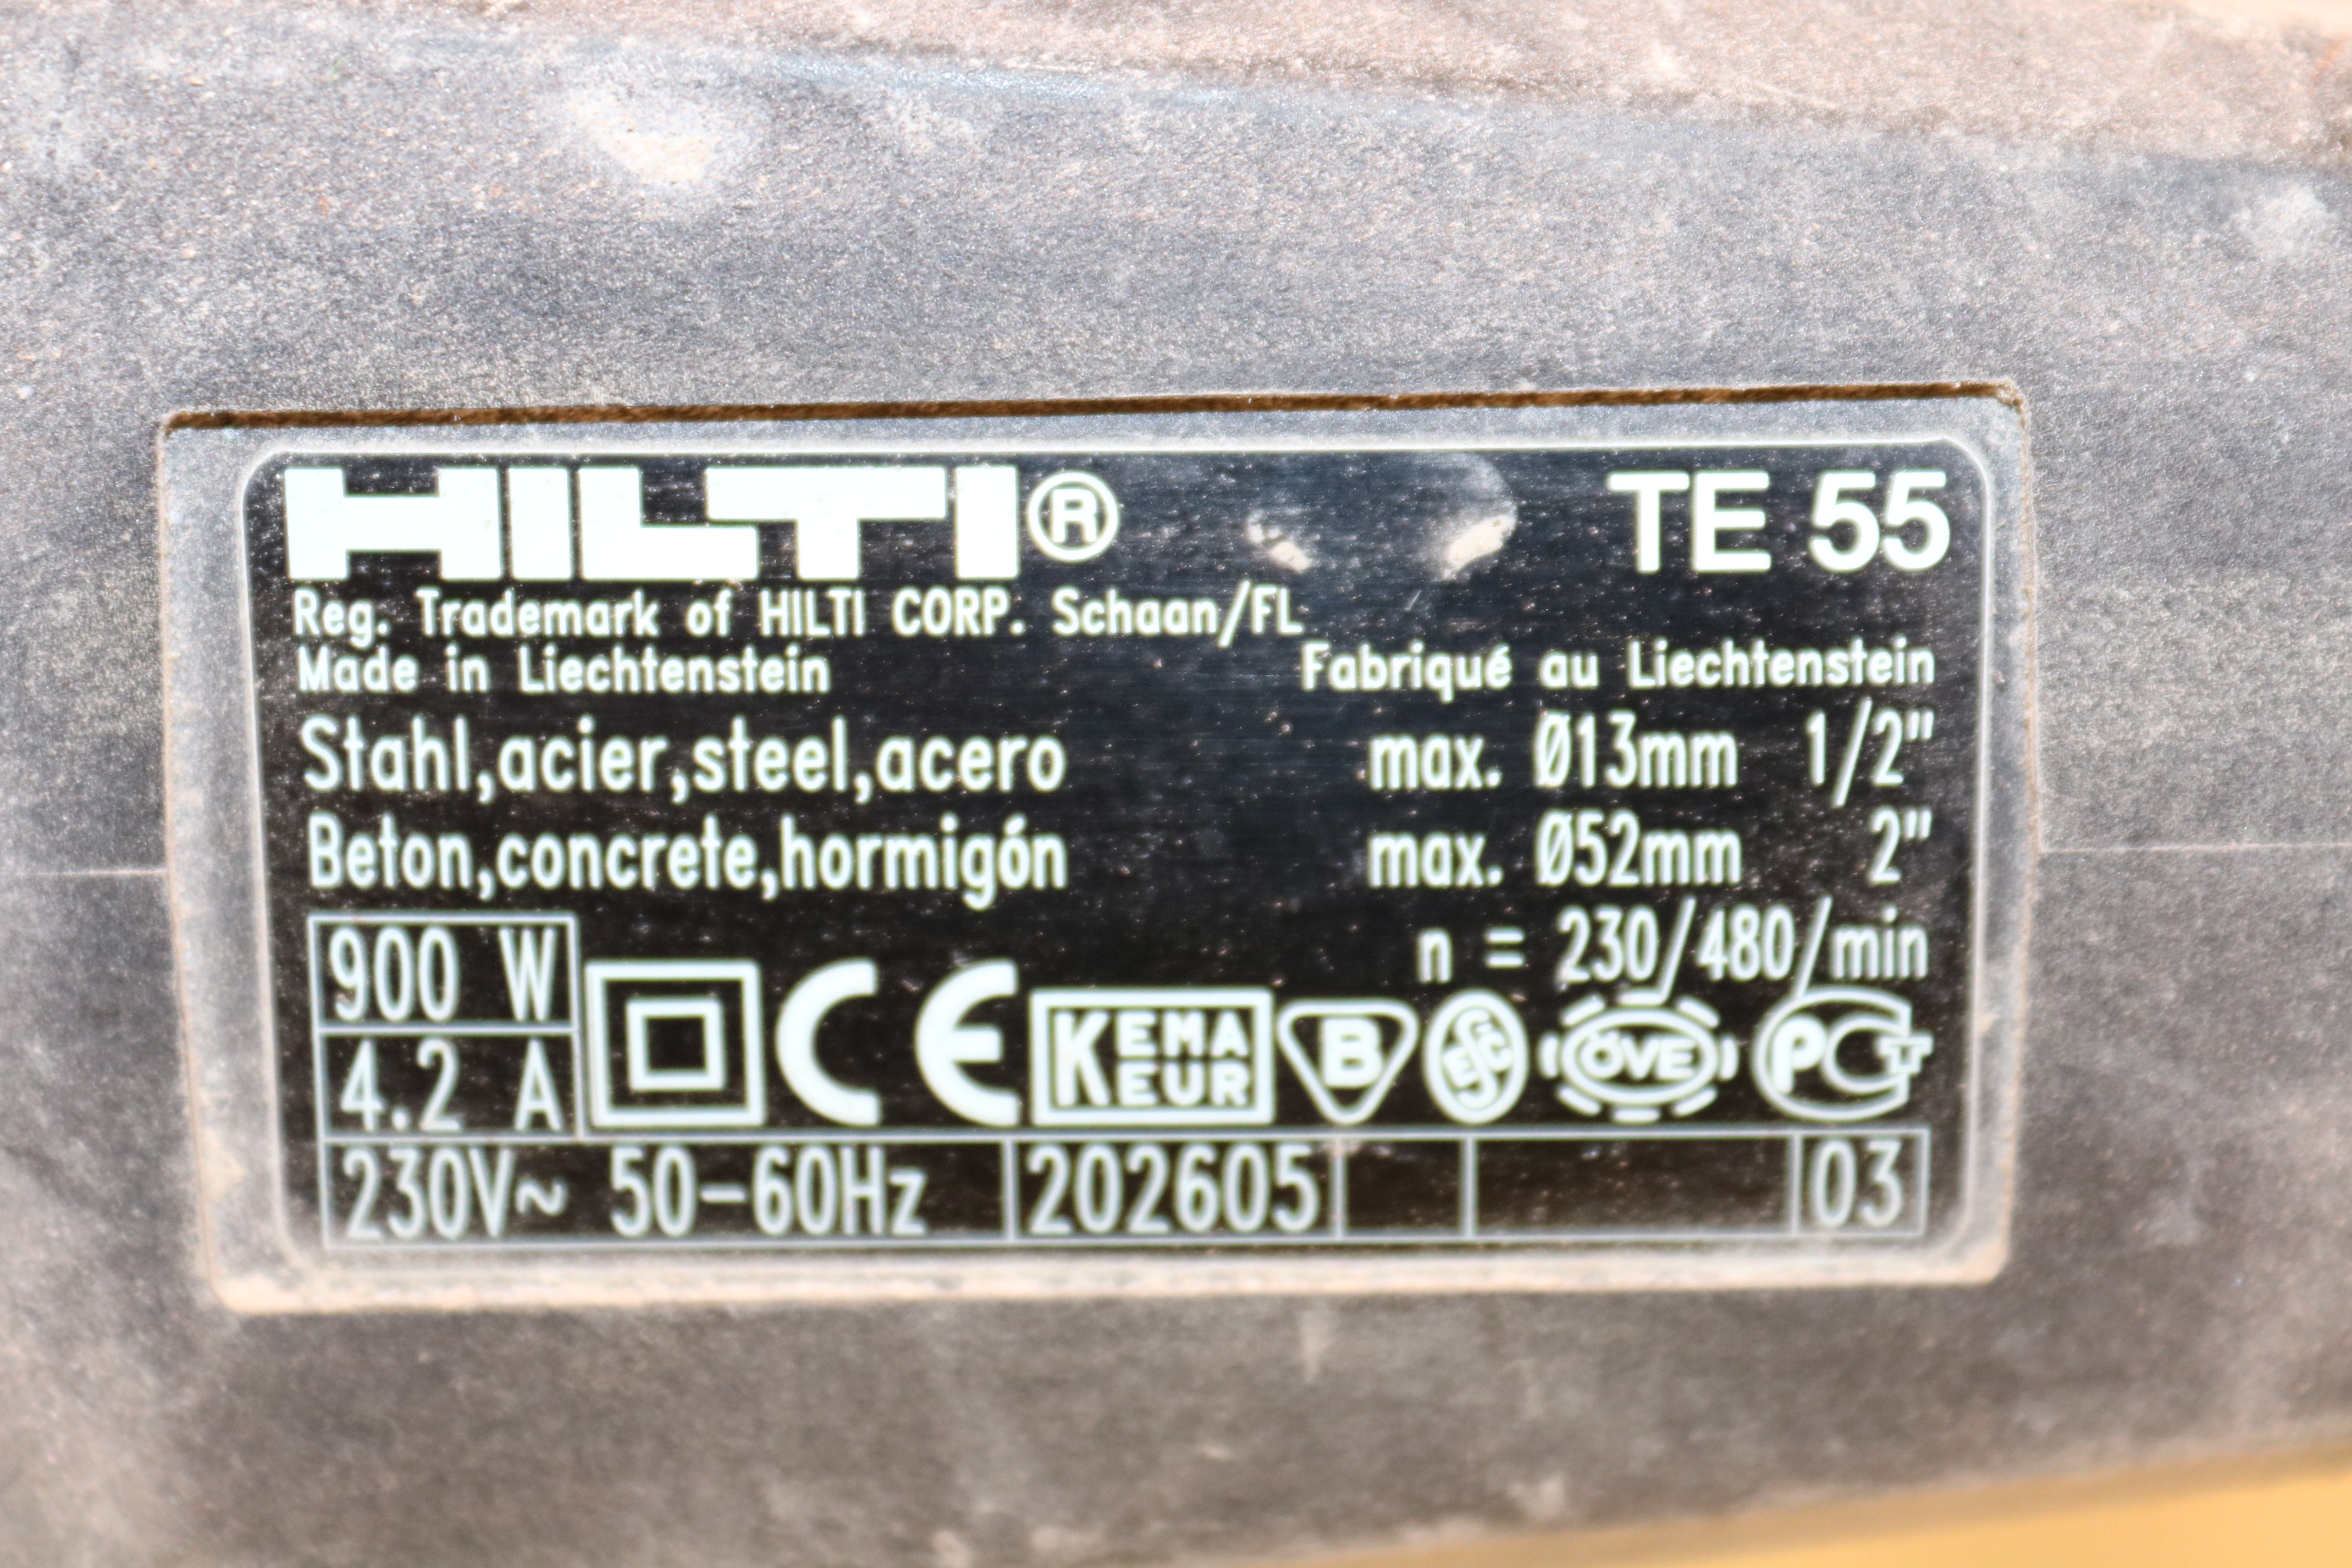 HILTI® TE 55
Reg. Trademark of HILTI CORP. Schaan/FL
Made in Liechtenstein Fabriqué au Liechtenstein
Stahl,acier,steel,acero max. Ø13mm 1/2"
Beton,concrete,hormigón max. Ø52mm 2"
n = 230/480/min
900 W
4.2 A CE KEMA EUR B ÖVE
230V~ 50-60Hz 202605 03